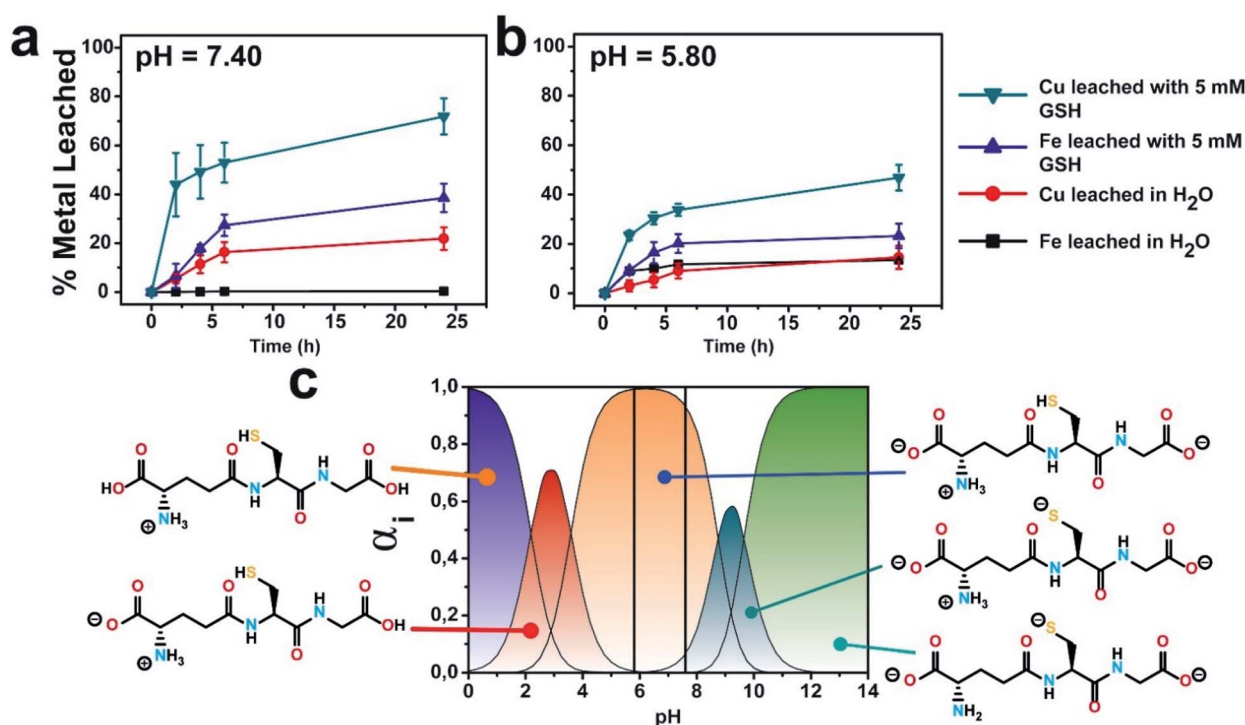 a
pH = 7.40
% Metal Leached
100
80
60
40
20
0
0 5 10 15 20 25
Time (h)
b
pH = 5.80
100
80
60
40
20
0
0 5 10 15 20 25
Time (h)
Cu leached with 5 mM
GSH
Fe leached with 5 mM
GSH
Cu leached in H2O
Fe leached in H2O
c
αi
1,0
0,8
0,6
0,4
0,2
0,0
0 2 4 6 8 10 12 14
pH
HS
O O H O
HO N OH
NH3 N H O
⊕
HS
O O H O
⊖ O N OH
NH3 N H O
⊕
HS
O O H O
⊖ O N O ⊖
NH3 N H O
⊕
⊖ S
O O H O
⊖ O N O ⊖
NH3 N H O
⊕
⊖ S
O O H O
⊖ O N O ⊖
NH2 N H O